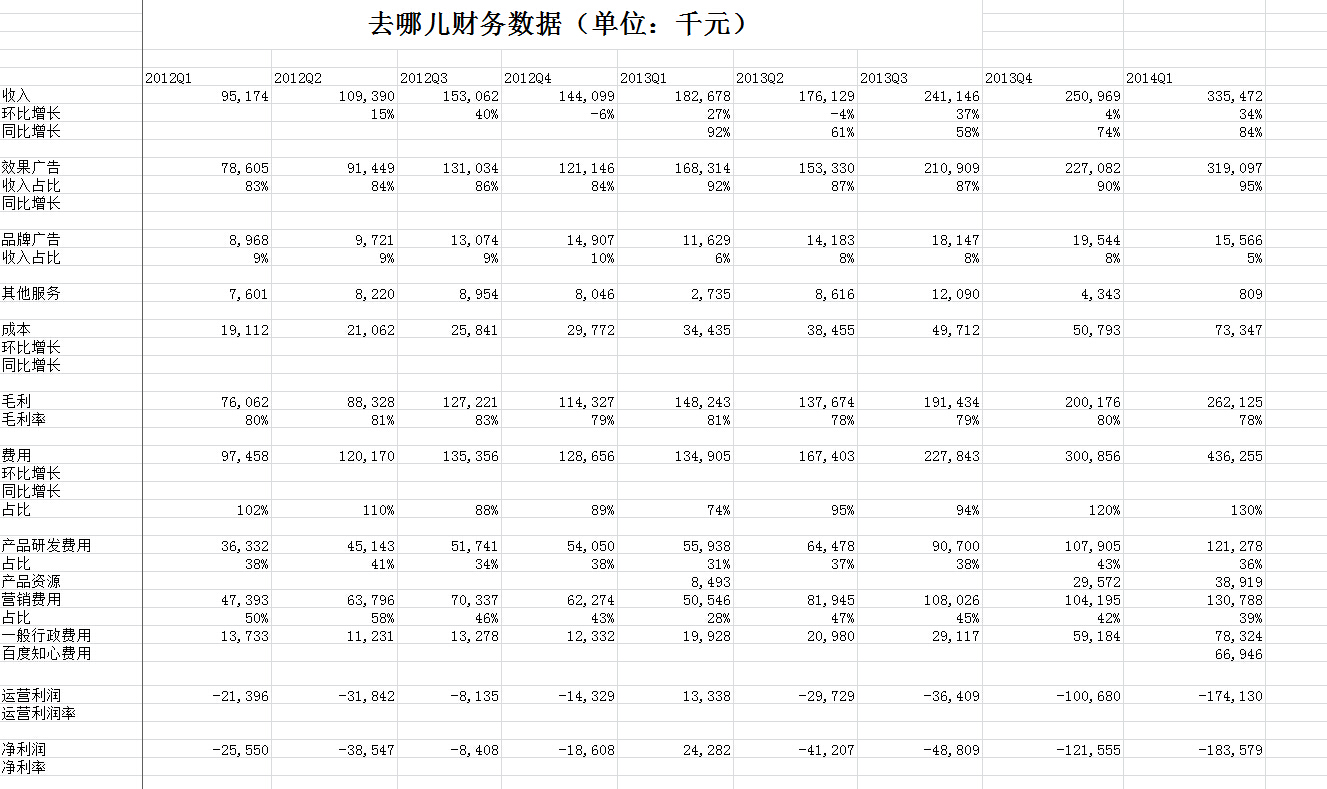 去哪儿财务数据（单位：千元）
2012Q1 2012Q2 2012Q3 2012Q4 2013Q1 2013Q2 2013Q3 2013Q4 2014Q1
收入 95,174 109,390 153,062 144,099 182,678 176,129 241,146 250,969 335,472
环比增长 15% 40% -6% 27% -4% 37% 4% 34%
同比增长 92% 61% 58% 74% 84%
效果广告 78,605 91,449 131,034 121,146 168,314 153,330 210,909 227,082 319,097
收入占比 83% 84% 86% 84% 92% 87% 87% 90% 95%
同比增长
品牌广告 8,968 9,721 13,074 14,907 11,629 14,183 18,147 19,544 15,566
收入占比 9% 9% 9% 10% 6% 8% 8% 8% 5%
其他服务 7,601 8,220 8,954 8,046 2,735 8,616 12,090 4,343 809
成本 19,112 21,062 25,841 29,772 34,435 38,455 49,712 50,793 73,347
环比增长
同比增长
毛利 76,062 88,328 127,221 114,327 148,243 137,674 191,434 200,176 262,125
毛利率 80% 81% 83% 79% 81% 78% 79% 80% 78%
费用 97,458 120,170 135,356 128,656 134,905 167,403 227,843 300,856 436,255
环比增长
同比增长
占比 102% 110% 88% 89% 74% 95% 94% 120% 130%
产品研发费用 36,332 45,143 51,741 54,050 55,938 64,478 90,700 107,905 121,278
占比 38% 41% 34% 38% 31% 37% 38% 43% 36%
产品资源 8,493 29,572 38,919
营销费用 47,393 63,796 70,337 62,274 50,546 81,945 108,026 104,195 130,788
占比 50% 58% 46% 43% 28% 47% 45% 42% 39%
一般行政费用 13,733 11,231 13,278 12,332 19,928 20,980 29,117 59,184 78,324
百度知心费用 66,946
运营利润 -21,396 -31,842 -8,135 -14,329 13,338 -29,729 -36,409 -100,680 -174,130
运营利润率
净利润 -25,550 -38,547 -8,408 -18,608 24,282 -41,207 -48,809 -121,555 -183,579
净利率